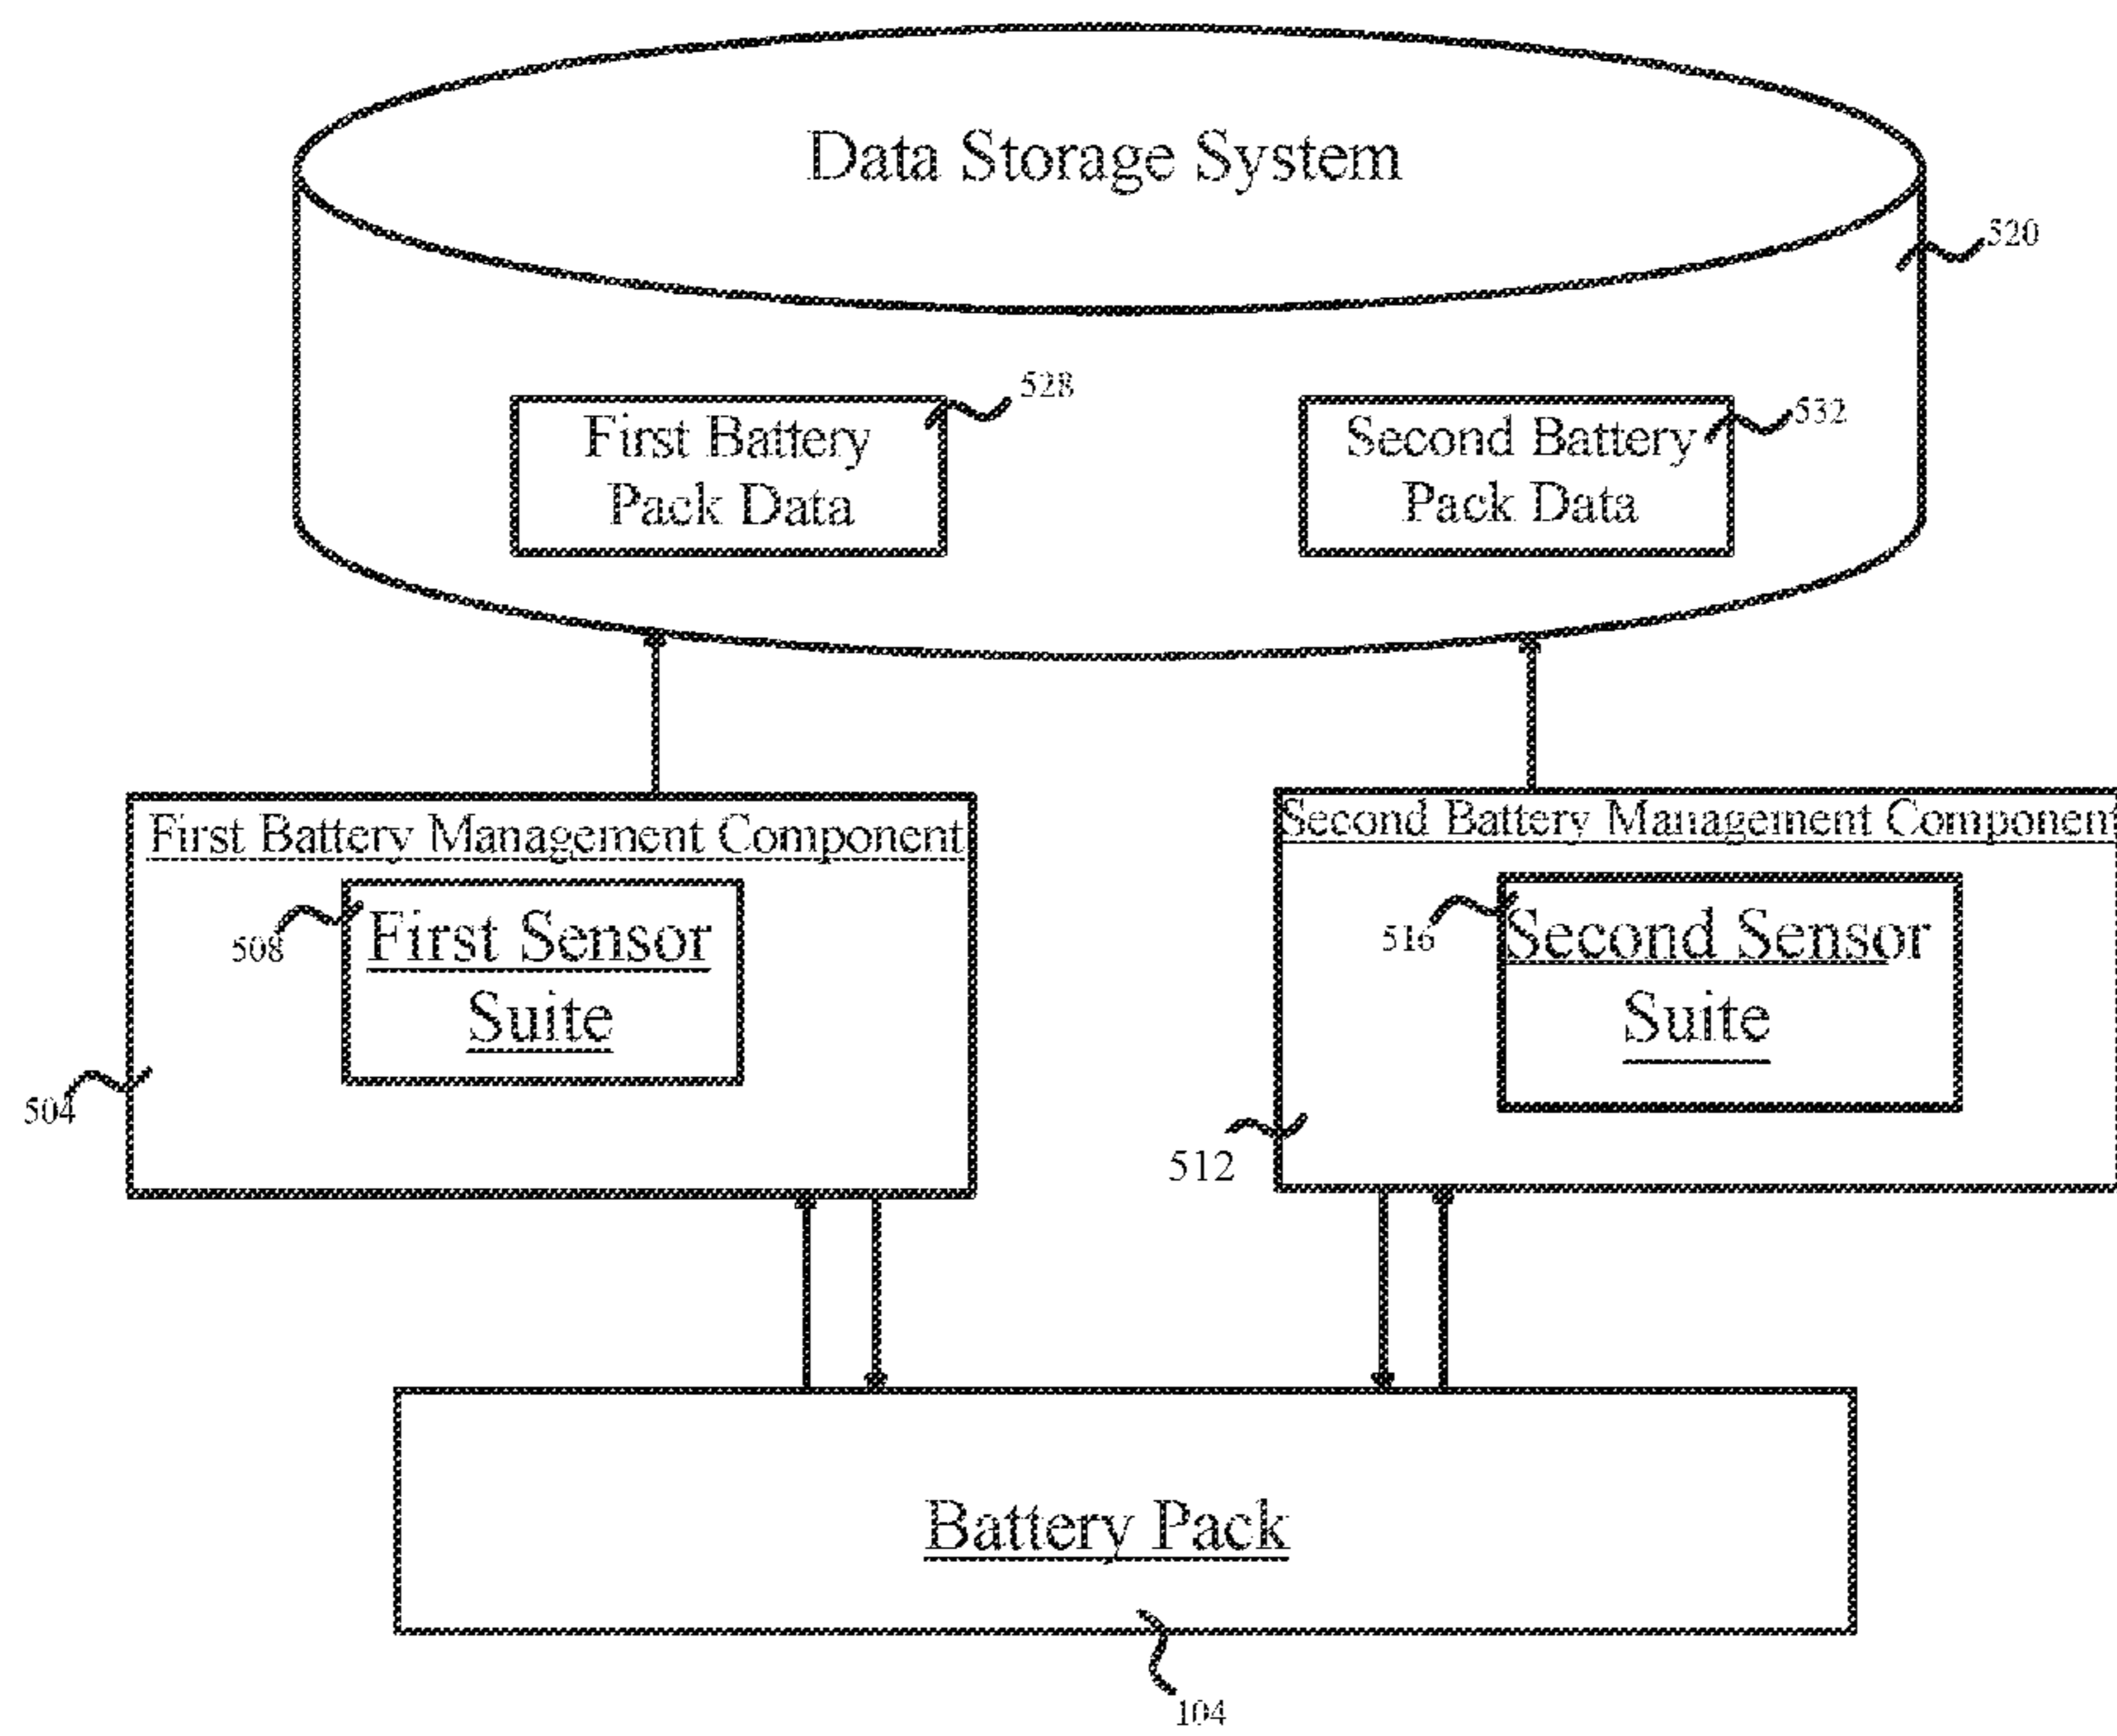 Data Storage System
520
528
First Battery
Pack Data
532
Second Battery
Pack Data
First Battery Management Component
508
First Sensor
Suite
504
Second Battery Management Component
516
Second Sensor
Suite
512
Battery Pack
104